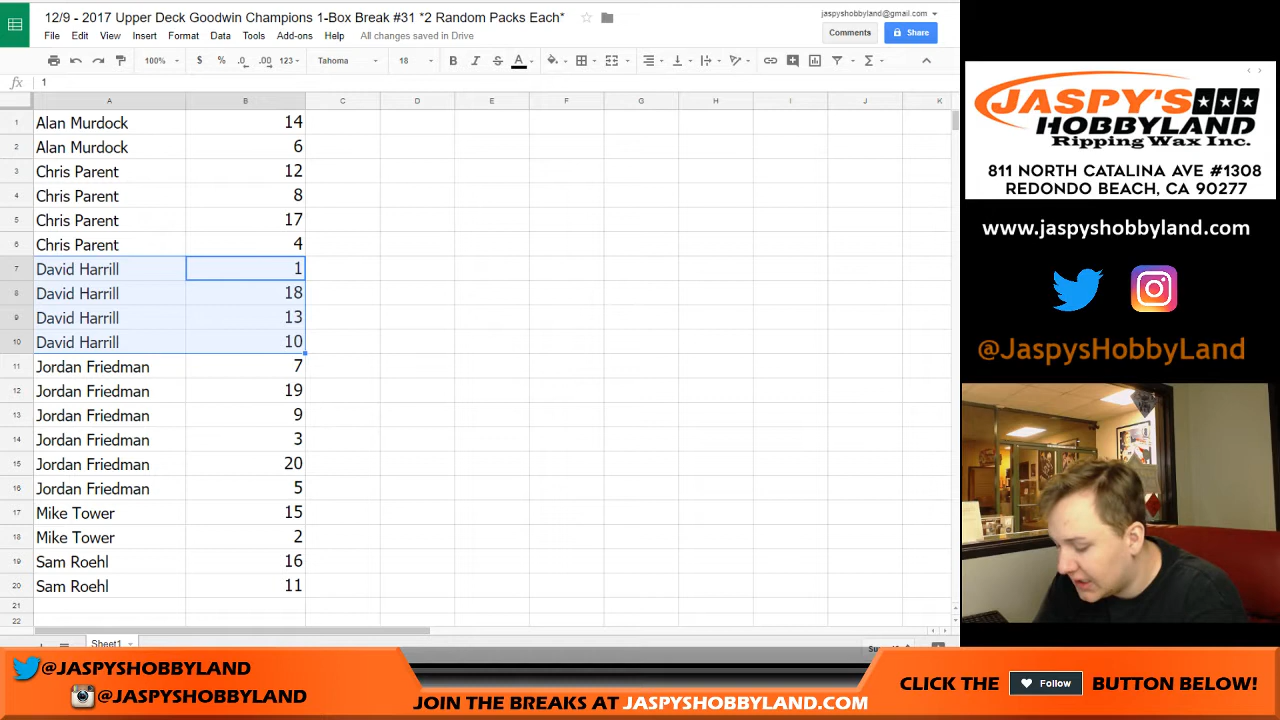 12/9 - 2017 Upper Deck Goodwin Champions 1-Box Break #31 *2 Random Packs Each*
jaspyshobbyland@gmail.com
File Edit View Insert Format Data Tools Add-ons Help All changes saved in Drive
Comments
Share
100% $ % .0 .00 123 Tahoma 18 B I S A Σ
fx 1
A B C D E F G H I J K
1 Alan Murdock 14
2 Alan Murdock 6
3 Chris Parent 12
4 Chris Parent 8
5 Chris Parent 17
6 Chris Parent 4
7 David Harrill 1
8 David Harrill 18
9 David Harrill 13
10 David Harrill 10
11 Jordan Friedman 7
12 Jordan Friedman 19
13 Jordan Friedman 9
14 Jordan Friedman 3
15 Jordan Friedman 20
16 Jordan Friedman 5
17 Mike Tower 15
18 Mike Tower 2
19 Sam Roehl 16
20 Sam Roehl 11
21
22
Sheet1
JASPY'S
HOBBYLAND
Ripping Wax Inc.
811 NORTH CATALINA AVE #1308
REDONDO BEACH, CA 90277
www.jaspyshobbyland.com
@JaspysHobbyLand
@JASPYSHOBBYLAND
@JASPYSHOBBYLAND
JOIN THE BREAKS AT JASPYSHOBBYLAND.COM
CLICK THE Follow BUTTON BELOW!